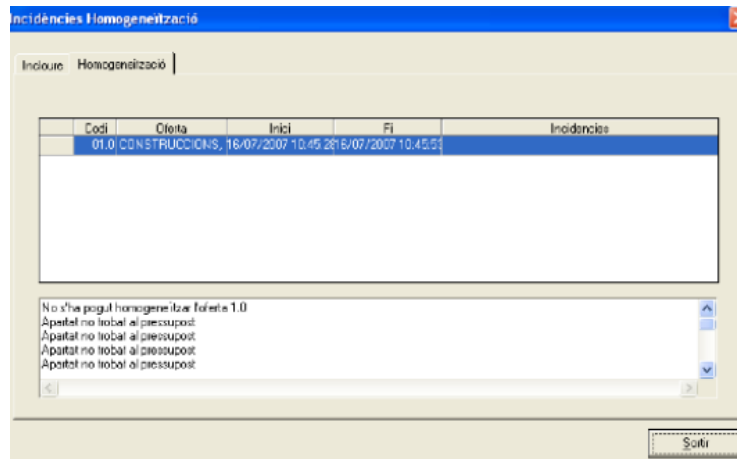 Incidències Homogeneïtzació
Incloure Homogeneïtzació
Codi Oferta Inici Fi Incidencies
01.0 CONSTRUCCIONS, 16/07/2007 10:45:28 16/07/2007 10:45:5
No s'ha pogut homogeneïtzar l'oferta 1.0
Apartat no trobat al pressupost
Apartat no trobat al pressupost
Apartat no trobat al pressupost
Apartat no trobat al pressupost
Sortir